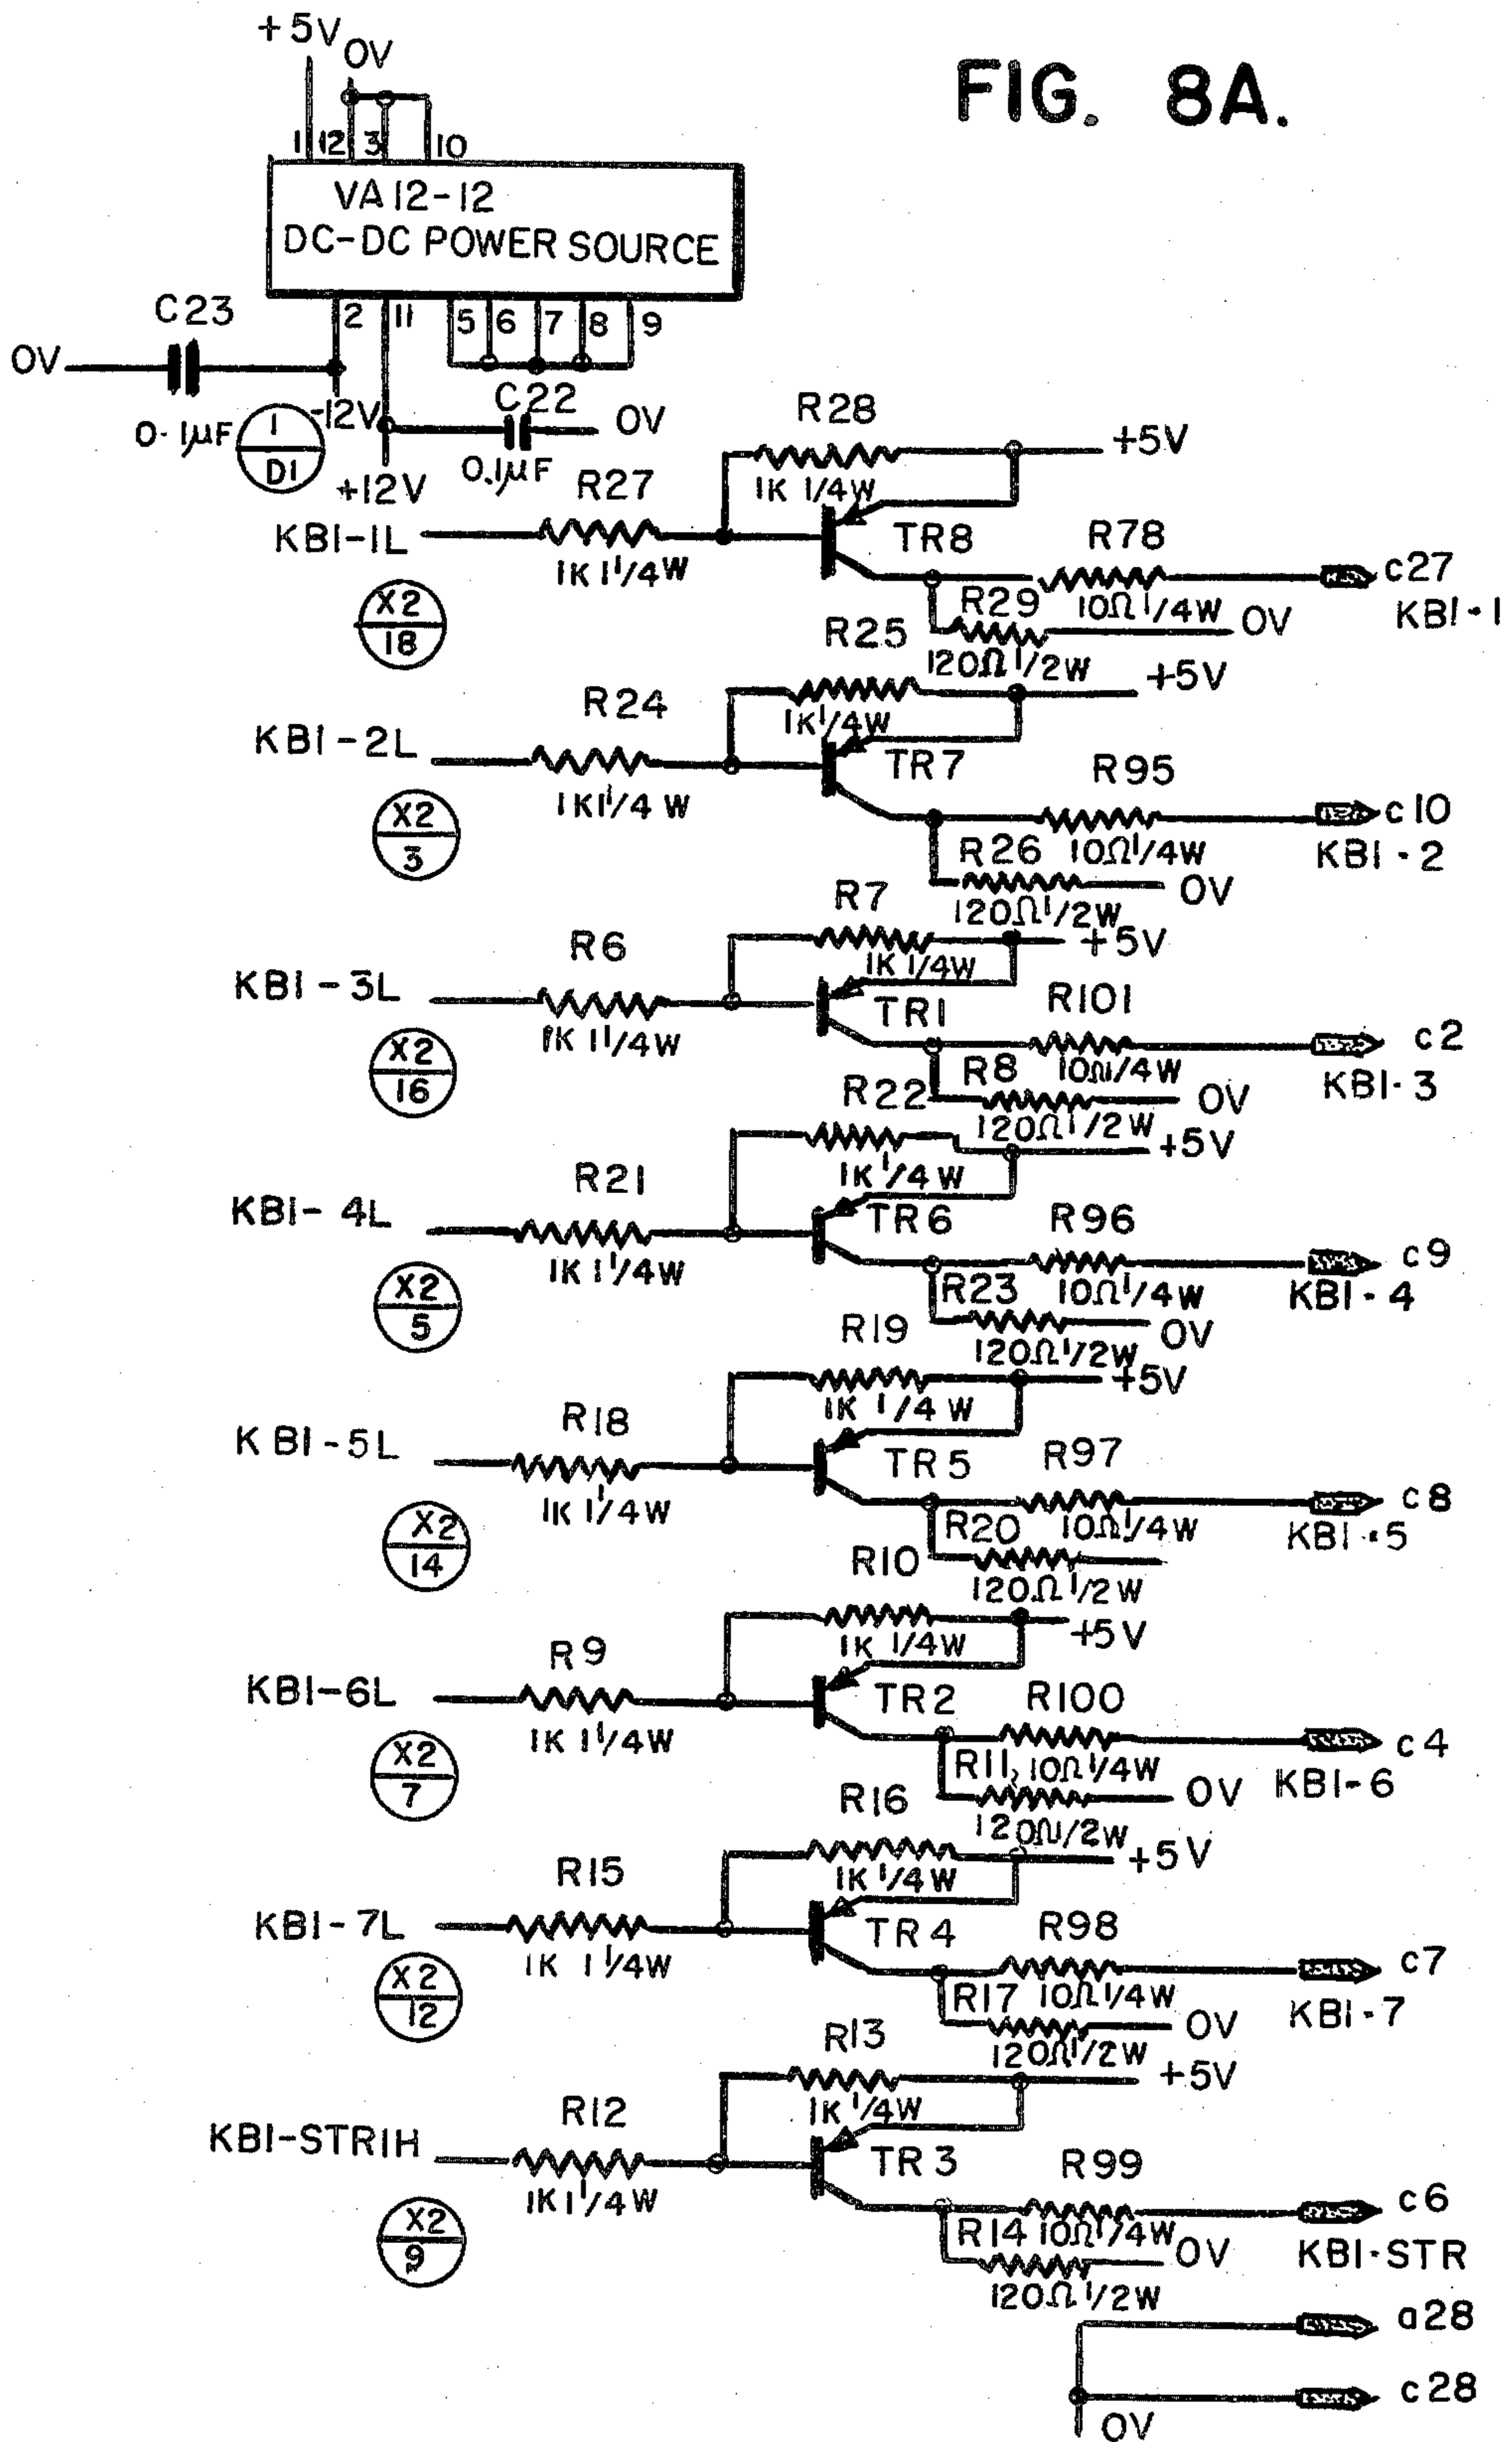 +5V
0V
FIG. 8A.
1 12 3 10
VA12-12
DC-DC POWER SOURCE
2 11 5 6 7 8 9
C23
0V
0.1µF
1
D1
-12V
+12V
C22
0V
0.1µF
R28
+5V
1K 1/4W
R27
KB1-1L
1K 1 1/4W
TR8
R78
c27
10Ω 1/4W
KB1-1
X2
18
R29
0V
120Ω 1/2W
R25
+5V
1K 1/4W
R24
KB1-2L
1K 1 1/4 W
TR7
R95
c10
10Ω 1/4W
KB1-2
X2
3
R26
0V
120Ω 1/2W
R7
+5V
1K 1/4W
R6
KB1-3L
1K 1 1/4W
TR1
R101
c2
10Ω1/4W
KB1-3
X2
16
R8
0V
120Ω 1/2W
R22
+5V
1K 1/4W
R21
KB1-4L
1K 1 1/4W
TR6
R96
c9
10Ω 1/4W
KB1-4
X2
5
R23
0V
120Ω 1/2W
R19
+5V
1K 1/4W
R18
KB1-5L
1K 1 1/4W
TR5
R97
c8
10Ω 1/4W
KB1-5
X2
14
R20
120Ω 1/2W
R10
+5V
1K 1/4W
R9
KB1-6L
1K 1 1/4W
TR2
R100
c4
10Ω 1/4W
KB1-6
X2
7
R11
0V
120Ω1/2W
R16
+5V
1K 1/4W
R15
KB1-7L
1K 1 1/4W
TR4
R98
c7
10Ω 1/4W
KB1-7
X2
12
R17
0V
120Ω 1/2W
R13
+5V
1K 1/4W
R12
KB1-STR1H
1K 1 1/4W
TR3
R99
c6
10Ω 1/4W
KB1-STR
X2
9
R14
0V
120Ω 1/2W
a28
c28
0V